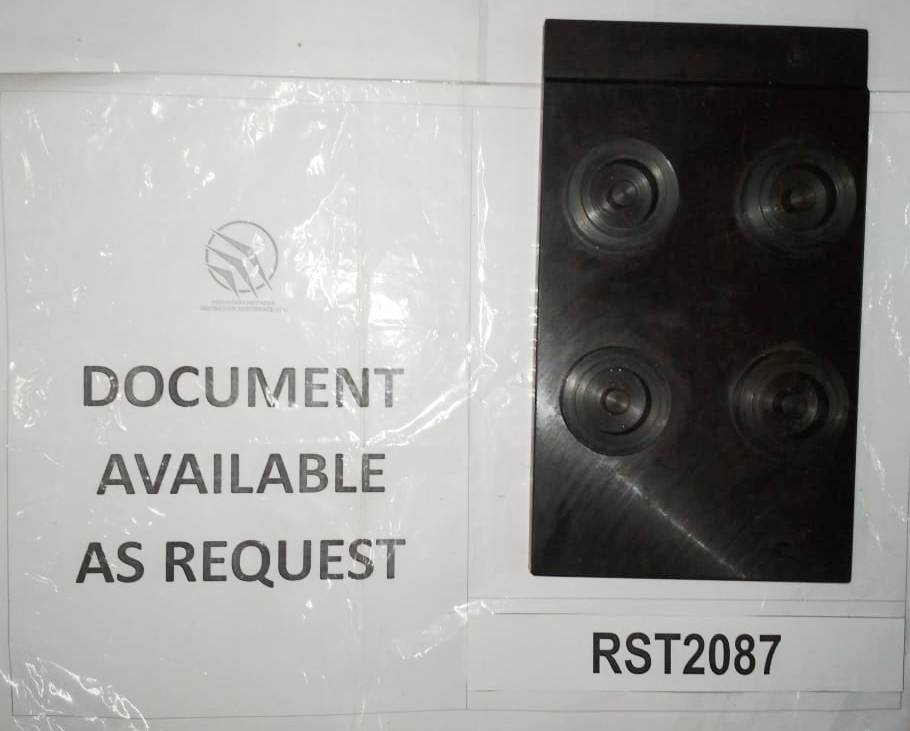 DOCUMENT
AVAILABLE
AS REQUEST
RST2087